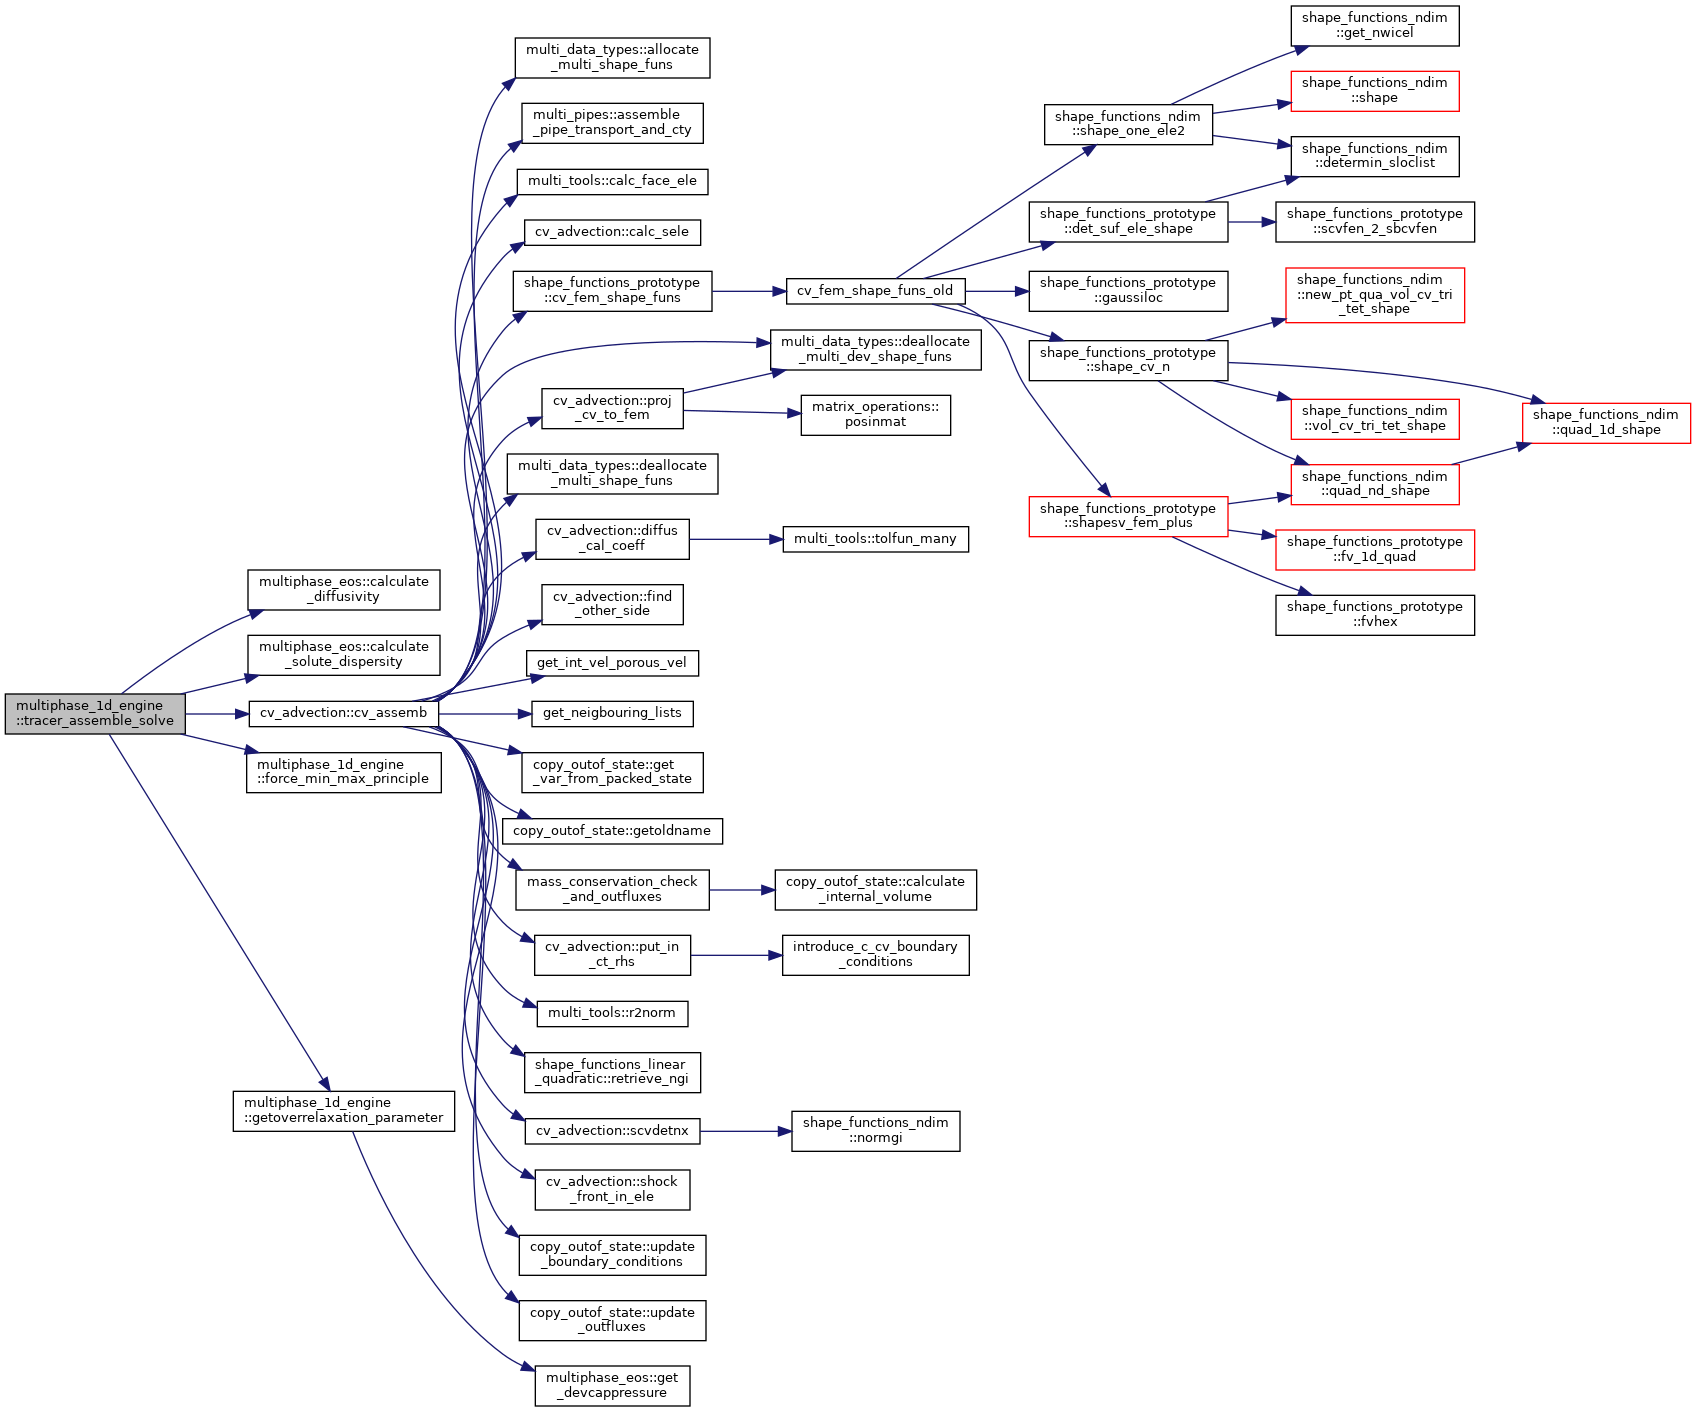 multiphase_1d_engine
::tracer_assemble_solve
multiphase_eos::calculate
_diffusivity
multiphase_eos::calculate
_solute_dispersity
cv_advection::cv_assemb
multiphase_1d_engine
::force_min_max_principle
multiphase_1d_engine
::getoverrelaxation_parameter
multi_data_types::allocate
_multi_shape_funs
multi_pipes::assemble
_pipe_transport_and_cty
multi_tools::calc_face_ele
cv_advection::calc_sele
shape_functions_prototype
::cv_fem_shape_funs
cv_advection::proj
_cv_to_fem
multi_data_types::deallocate
_multi_shape_funs
cv_advection::diffus
_cal_coeff
cv_advection::find
_other_side
get_int_vel_porous_vel
get_neigbouring_lists
copy_outof_state::get
_var_from_packed_state
copy_outof_state::getoldname
mass_conservation_check
_and_outfluxes
cv_advection::put_in
_ct_rhs
multi_tools::r2norm
shape_functions_linear
_quadratic::retrieve_ngi
cv_advection::scvdetnx
cv_advection::shock
_front_in_ele
copy_outof_state::update
_boundary_conditions
copy_outof_state::update
_outfluxes
multiphase_eos::get
_devcappressure
cv_fem_shape_funs_old
multi_data_types::deallocate
_multi_dev_shape_funs
matrix_operations::
posinmat
multi_tools::tolfun_many
copy_outof_state::calculate
_internal_volume
introduce_c_cv_boundary
_conditions
shape_functions_ndim
::normgi
shape_functions_ndim
::shape_one_ele2
shape_functions_prototype
::det_suf_ele_shape
shape_functions_prototype
::gaussiloc
shape_functions_prototype
::shape_cv_n
shape_functions_prototype
::shapesv_fem_plus
shape_functions_ndim
::get_nwicel
shape_functions_ndim
::shape
shape_functions_ndim
::determin_sloclist
shape_functions_prototype
::scvfen_2_sbcvfen
shape_functions_ndim
::new_pt_qua_vol_cv_tri
_tet_shape
shape_functions_ndim
::vol_cv_tri_tet_shape
shape_functions_ndim
::quad_nd_shape
shape_functions_prototype
::fv_1d_quad
shape_functions_prototype
::fvhex
shape_functions_ndim
::quad_1d_shape